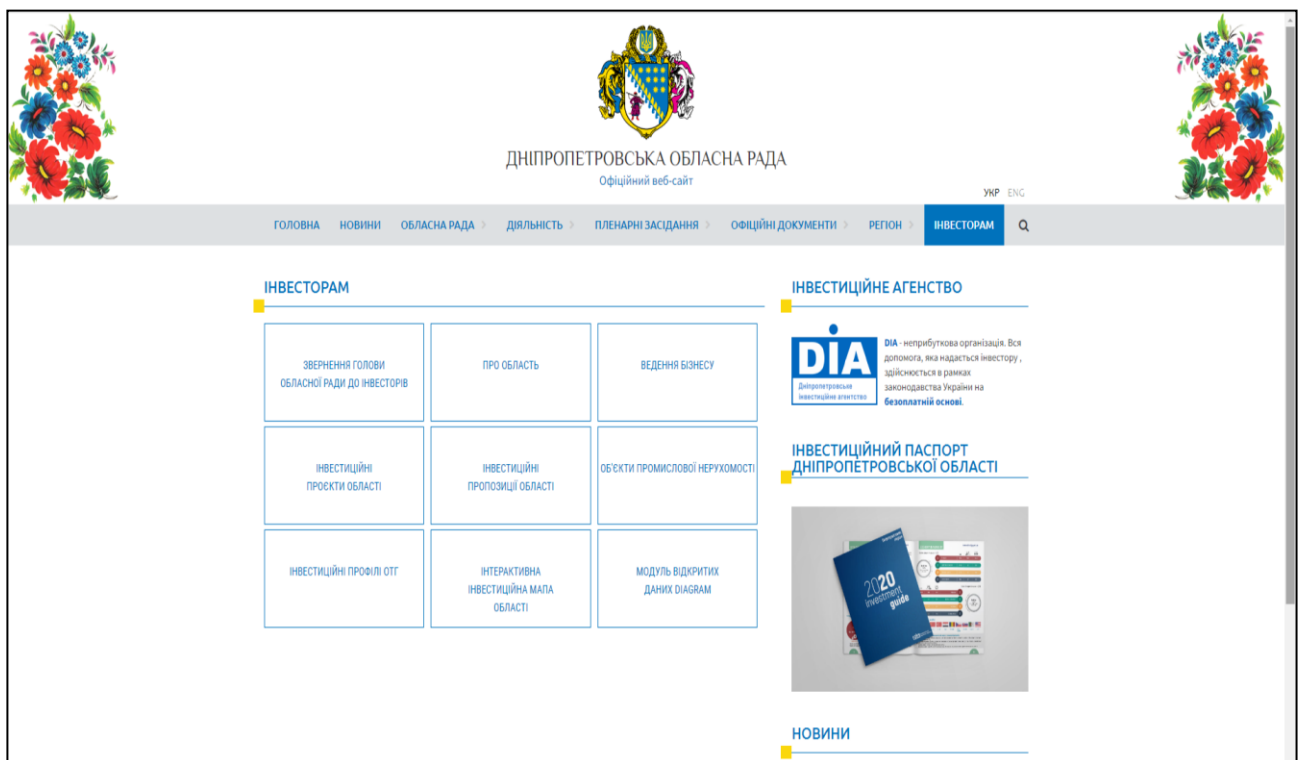 ДНІПРОПЕТРОВСЬКА ОБЛАСНА РАДА
Офіційний веб-сайт
УКР ENG
ГОЛОВНА НОВИНИ ОБЛАСНА РАДА ДІЯЛЬНІСТЬ ПЛЕНАРНІ ЗАСІДАННЯ ОФІЦІЙНІ ДОКУМЕНТИ РЕГІОН ІНВЕСТОРАМ
ІНВЕСТОРАМ
ЗВЕРНЕННЯ ГОЛОВИ
ОБЛАСНОЇ РАДИ ДО ІНВЕСТОРІВ
ПРО ОБЛАСТЬ
ВЕДЕННЯ БІЗНЕСУ
ІНВЕСТИЦІЙНІ
ПРОЄКТИ ОБЛАСТІ
ІНВЕСТИЦІЙНІ
ПРОПОЗИЦІЇ ОБЛАСТІ
ОБ'ЄКТИ ПРОМИСЛОВОЇ НЕРУХОМОСТІ
ІНВЕСТИЦІЙНІ ПРОФІЛІ ОТГ
ІНТЕРАКТИВНА
ІНВЕСТИЦІЙНА МАПА
ОБЛАСТІ
МОДУЛЬ ВІДКРИТИХ
ДАНИХ DIAGRAM
ІНВЕСТИЦІЙНЕ АГЕНСТВО
DIA
Дніпропетровське
інвестиційне агентство
DIA - неприбуткова організація. Вся
допомога, яка надається інвестору ,
здійснюється в рамках
законодавства України на
безоплатній основі.
ІНВЕСТИЦІЙНИЙ ПАСПОРТ
ДНІПРОПЕТРОВСЬКОЇ ОБЛАСТІ
2020
investment
guide
НОВИНИ